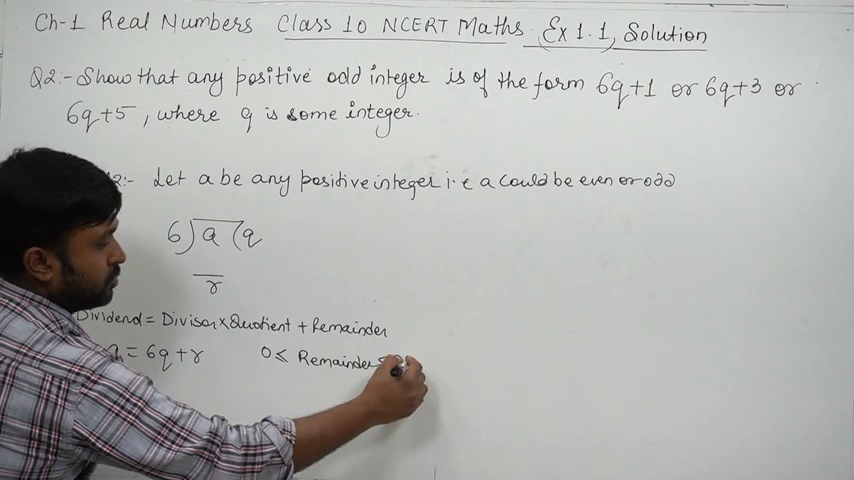 Ch-1 Real Numbers Class 10 NCERT Maths Ex 1.1, Solution
Q2:- Show that any positive odd integer is of the form 6q+1 or 6q+3 or
6q+5, where q is some integer.
2:- Let a be any positive integer i.e a could be even or odd
6) a (q
r
Dividend = Divisor×Quotient + Remainder
a = 6q+r 0≤ Remainder